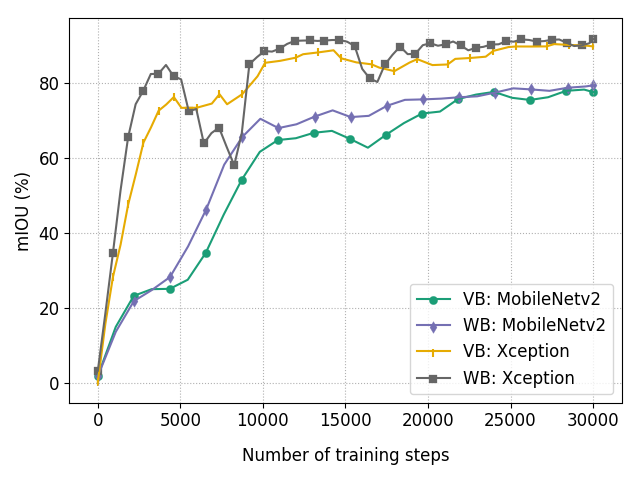 80
60
40
20
0
mIOU (%)
VB: MobileNetv2
WB: MobileNetv2
VB: Xception
WB: Xception
0 5000 10000 15000 20000 25000 30000
Number of training steps